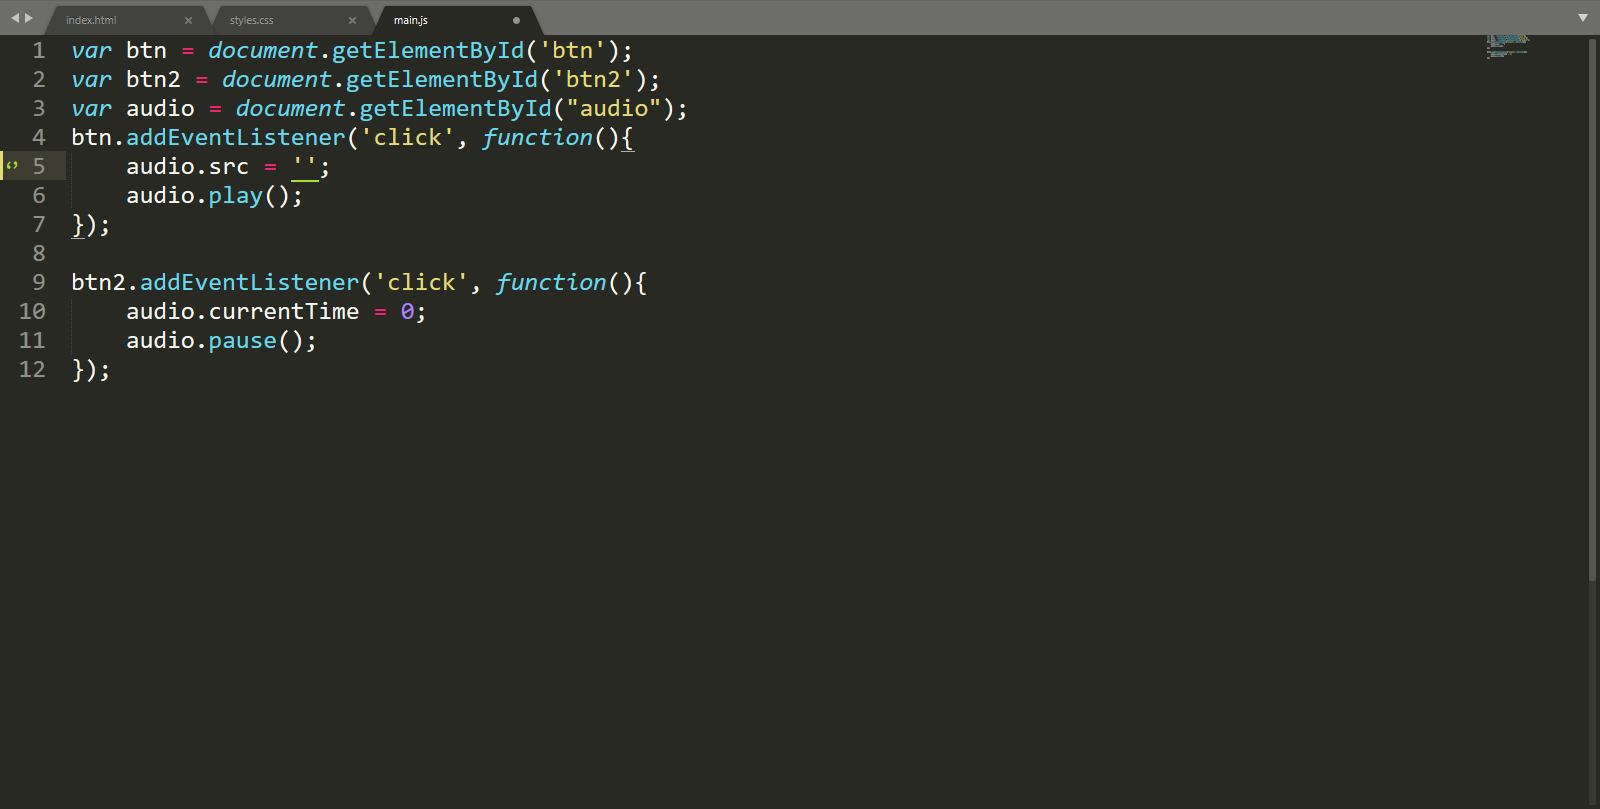 index.html × styles.css × main.js
1 var btn = document.getElementById('btn');
2 var btn2 = document.getElementById('btn2');
3 var audio = document.getElementById("audio");
4 btn.addEventListener('click', function(){
5     audio.src = '';
6     audio.play();
7 });
8
9 btn2.addEventListener('click', function(){
10     audio.currentTime = 0;
11     audio.pause();
12 });